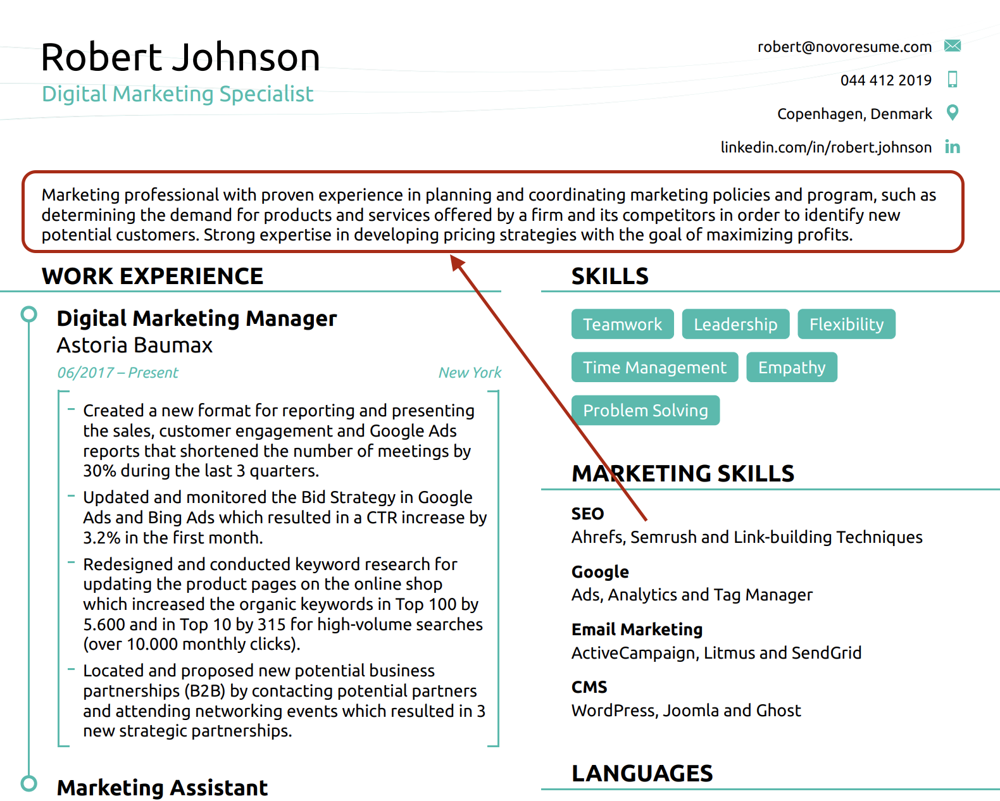 Robert Johnson
Digital Marketing Specialist
robert@novoresume.com
044 412 2019
Copenhagen, Denmark
linkedin.com/in/robert.johnson
in
Marketing professional with proven experience in planning and coordinating marketing policies and program, such as
determining the demand for products and services offered by a firm and its competitors in order to identify new
potential customers. Strong expertise in developing pricing strategies with the goal of maximizing profits.
WORK EXPERIENCE
Digital Marketing Manager
Astoria Baumax
06/2017 – Present
New York
– Created a new format for reporting and presenting
the sales, customer engagement and Google Ads
reports that shortened the number of meetings by
30% during the last 3 quarters.
– Updated and monitored the Bid Strategy in Google
Ads and Bing Ads which resulted in a CTR increase by
3.2% in the first month.
– Redesigned and conducted keyword research for
updating the product pages on the online shop
which increased the organic keywords in Top 100 by
5.600 and in Top 10 by 315 for high-volume searches
(over 10.000 monthly clicks).
– Located and proposed new potential business
partnerships (B2B) by contacting potential partners
and attending networking events which resulted in 3
new strategic partnerships.
Marketing Assistant
SKILLS
Teamwork
Leadership
Flexibility
Time Management
Empathy
Problem Solving
MARKETING SKILLS
SEO
Ahrefs, Semrush and Link-building Techniques
Google
Ads, Analytics and Tag Manager
Email Marketing
ActiveCampaign, Litmus and SendGrid
CMS
WordPress, Joomla and Ghost
LANGUAGES